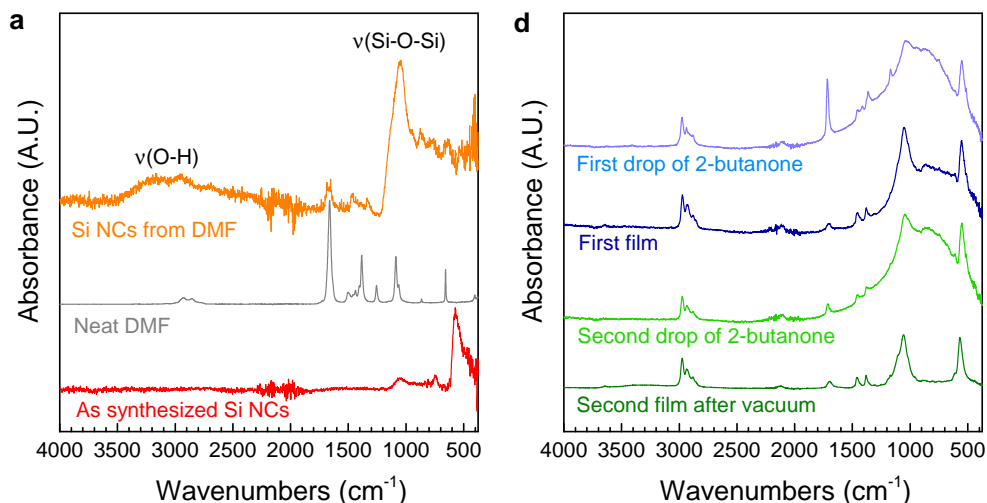 a
ν(Si-O-Si)
ν(O-H)
Si NCs from DMF
Neat DMF
As synthesized Si NCs
Absorbance (A.U.)
4000 3500 3000 2500 2000 1500 1000 500
Wavenumbers (cm⁻¹)
d
First drop of 2-butanone
First film
Second drop of 2-butanone
Second film after vacuum
Absorbance (A.U.)
4000 3500 3000 2500 2000 1500 1000 500
Wavenumbers (cm⁻¹)